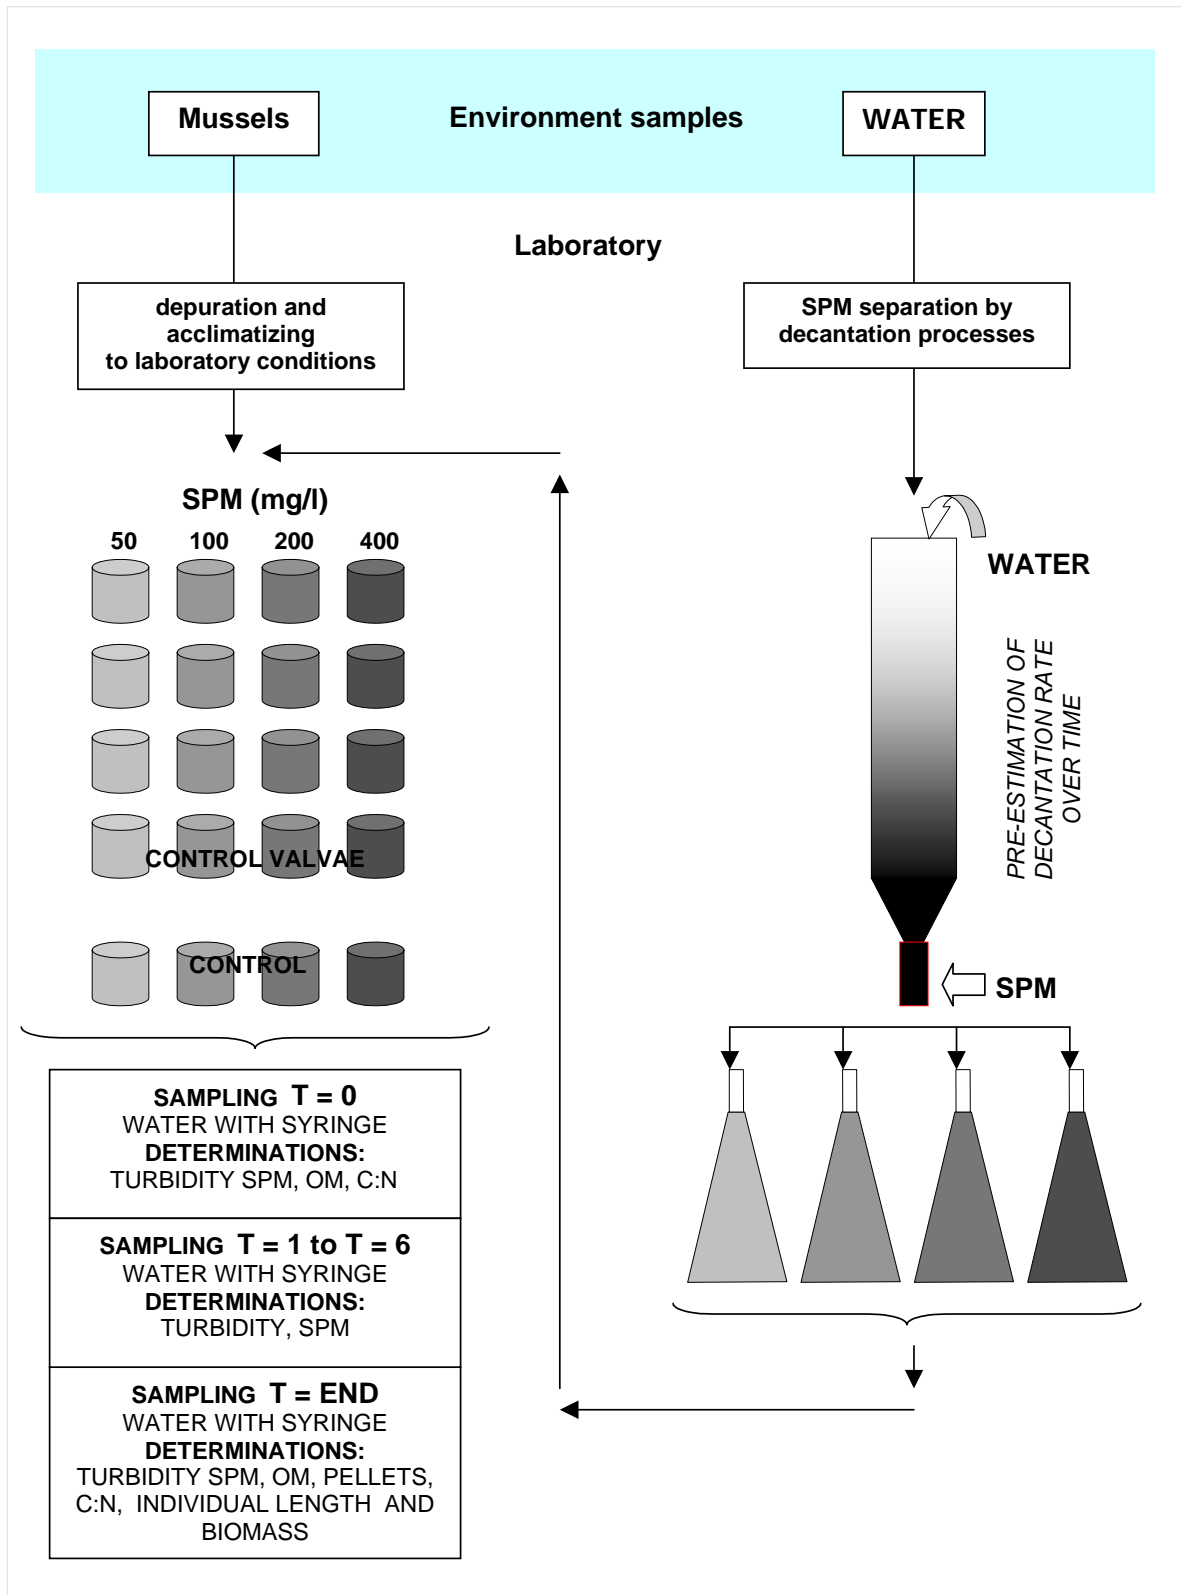 Mussels
Environment samples
WATER
Laboratory
depuration and
acclimatizing
to laboratory conditions
SPM separation by
decantation processes
SPM (mg/l)
50 100 200 400
CONTROL VALVAE
CONTROL
WATER
PRE-ESTIMATION OF
DECANTATION RATE
OVER TIME
SPM
SAMPLING T = 0
WATER WITH SYRINGE
DETERMINATIONS:
TURBIDITY SPM, OM, C:N
SAMPLING T = 1 to T = 6
WATER WITH SYRINGE
DETERMINATIONS:
TURBIDITY, SPM
SAMPLING T = END
WATER WITH SYRINGE
DETERMINATIONS:
TURBIDITY SPM, OM, PELLETS,
C:N, INDIVIDUAL LENGTH AND
BIOMASS